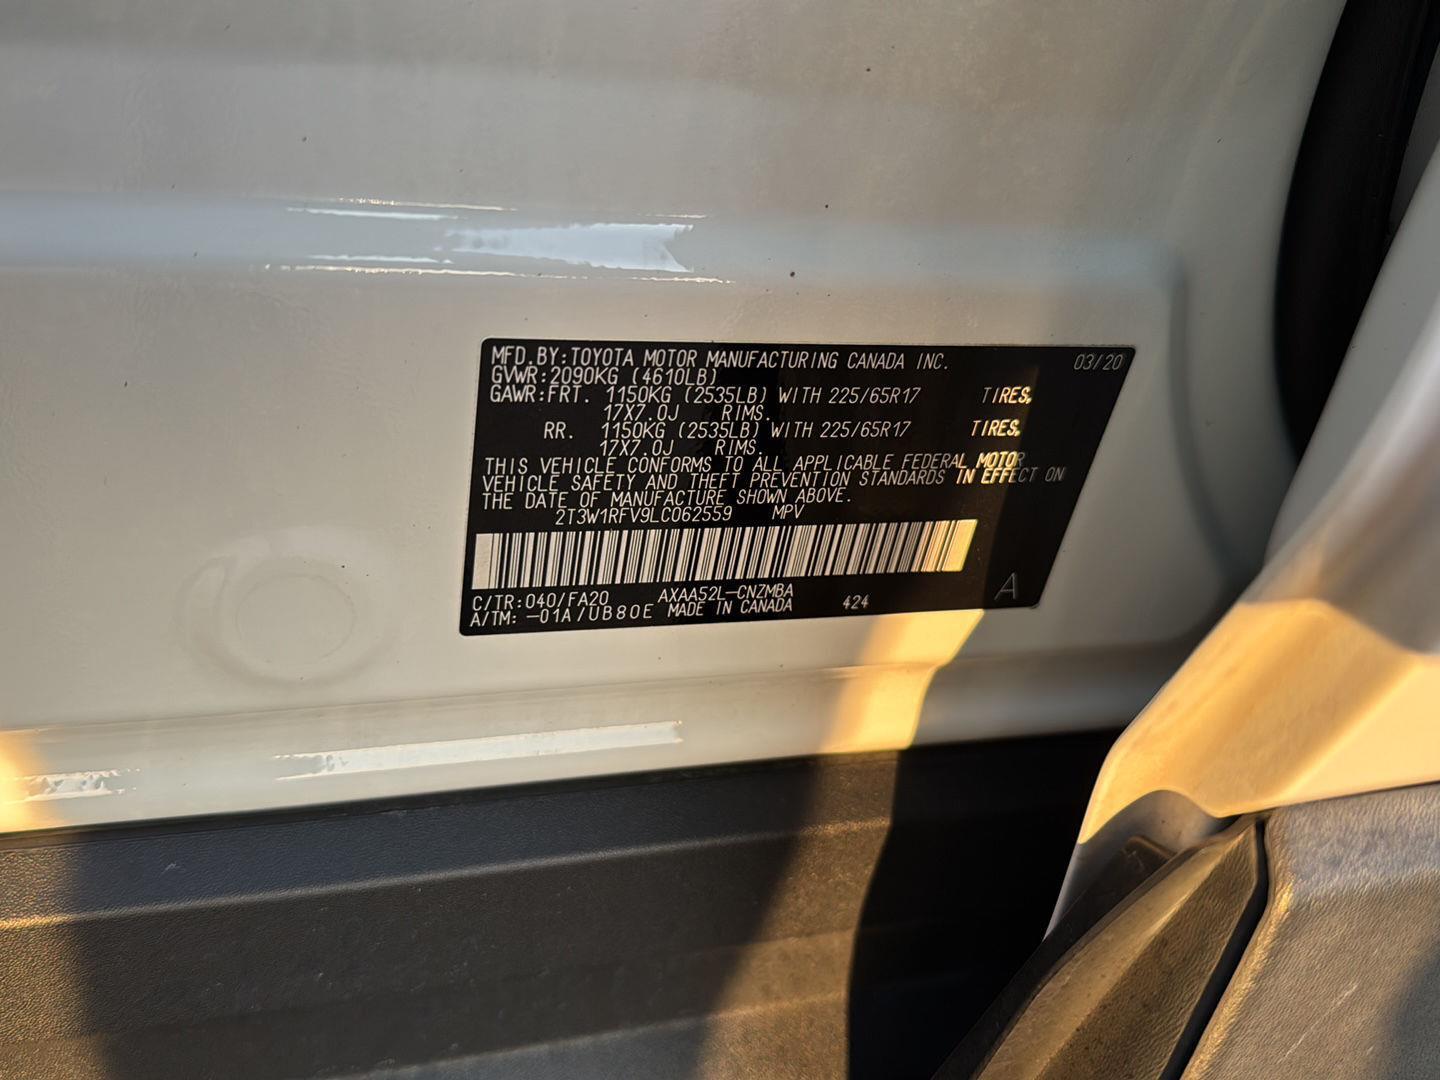 MFD.BY:TOYOTA MOTOR MANUFACTURING CANADA INC. 03/20
GVWR:2090KG (4610LB)
GAWR:FRT. 1150KG (2535LB) WITH 225/65R17 TIRES,
17X7.0J RIMS.
RR. 1150KG (2535LB) WITH 225/65R17 TIRES,
17X7.0J RIMS.
THIS VEHICLE CONFORMS TO ALL APPLICABLE FEDERAL MOTOR
VEHICLE SAFETY AND THEFT PREVENTION STANDARDS IN EFFECT ON
THE DATE OF MANUFACTURE SHOWN ABOVE.
2T3W1RFV9LC062559 MPV
C/TR:040/FA20 AXAA52L-CNZMBA
A/TM: -01A/UB80E MADE IN CANADA 424 A